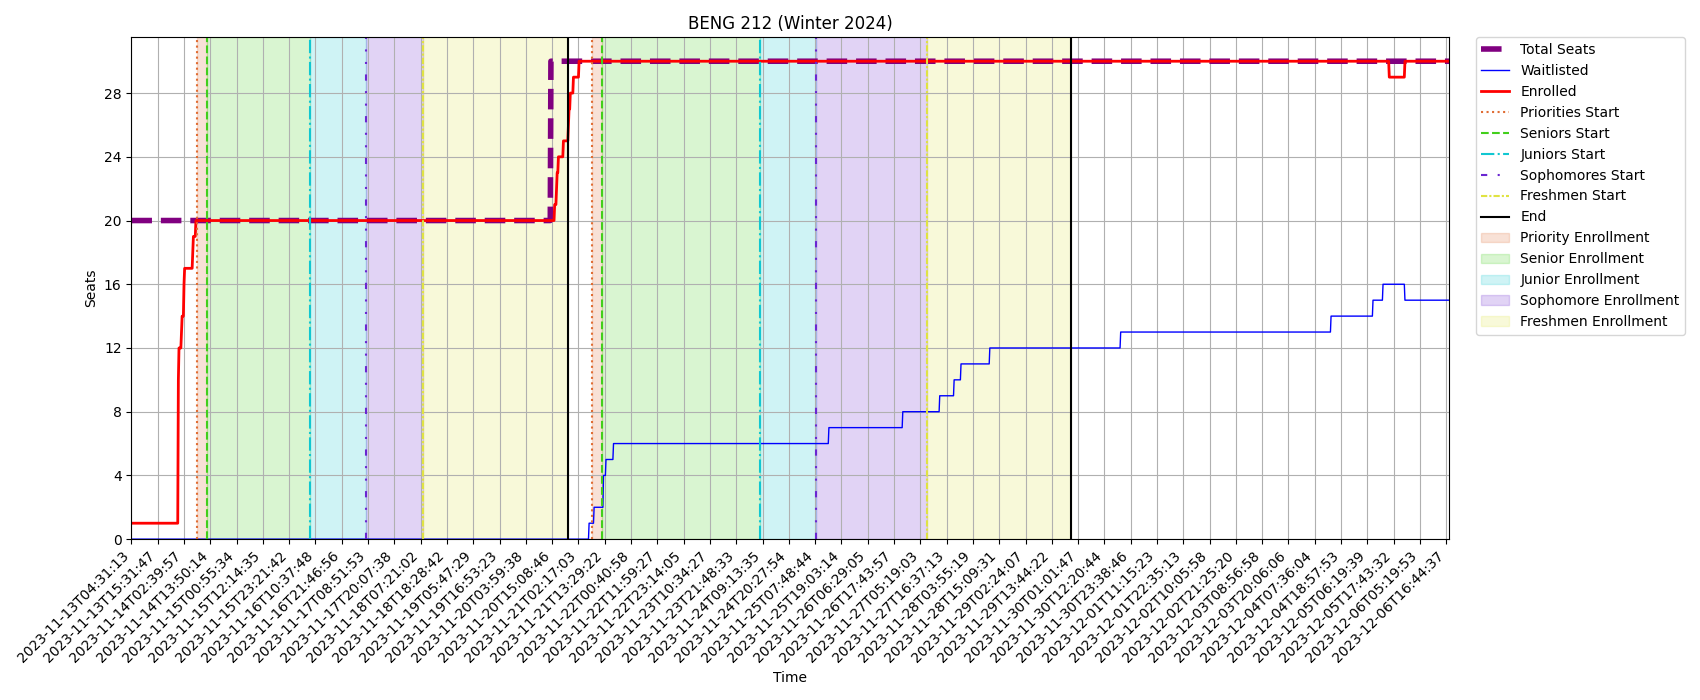 BENG 212 (Winter 2024)
Total Seats
Waitlisted
Enrolled
Priorities Start
Seniors Start
Juniors Start
Sophomores Start
Freshmen Start
End
Priority Enrollment
Senior Enrollment
Junior Enrollment
Sophomore Enrollment
Freshmen Enrollment
Seats
28
24
20
16
12
8
4
0
2023-11-13T04:31:13
2023-11-13T15:31:47
2023-11-14T02:39:57
2023-11-14T13:50:14
2023-11-15T00:55:34
2023-11-15T12:14:35
2023-11-15T23:21:42
2023-11-16T10:37:48
2023-11-16T21:46:56
2023-11-17T08:51:53
2023-11-17T20:07:38
2023-11-18T07:21:02
2023-11-18T18:28:42
2023-11-19T05:47:29
2023-11-19T16:53:23
2023-11-20T03:59:38
2023-11-20T15:08:46
2023-11-21T02:17:03
2023-11-21T13:29:22
2023-11-22T00:40:58
2023-11-22T11:59:27
2023-11-22T23:14:05
2023-11-23T10:34:27
2023-11-23T21:48:33
2023-11-24T09:13:35
2023-11-24T20:27:54
2023-11-25T07:48:44
2023-11-25T19:03:14
2023-11-26T06:29:05
2023-11-26T17:43:57
2023-11-27T05:19:03
2023-11-27T16:37:13
2023-11-28T03:55:19
2023-11-28T15:09:31
2023-11-29T02:24:07
2023-11-29T13:44:22
2023-11-30T01:01:47
2023-11-30T12:20:44
2023-11-30T23:38:46
2023-12-01T11:15:23
2023-12-01T22:35:13
2023-12-02T10:05:58
2023-12-02T21:25:20
2023-12-03T08:56:58
2023-12-03T20:06:06
2023-12-04T07:36:04
2023-12-04T18:57:53
2023-12-05T06:19:39
2023-12-05T17:43:32
2023-12-06T05:19:53
2023-12-06T16:44:37
Time